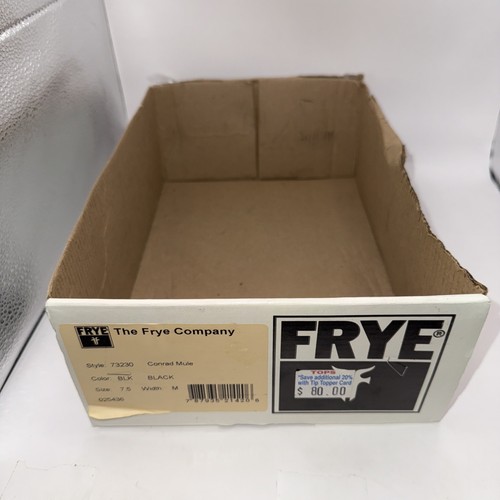 FRYE
The Frye Company
Style: 73230 Conrad Mule
Color: BLK BLACK
Size: 7.5 Width: M
025436
FRYE®
TOPS
*Save additional 20%
with Tip Topper Card
$ 80.00